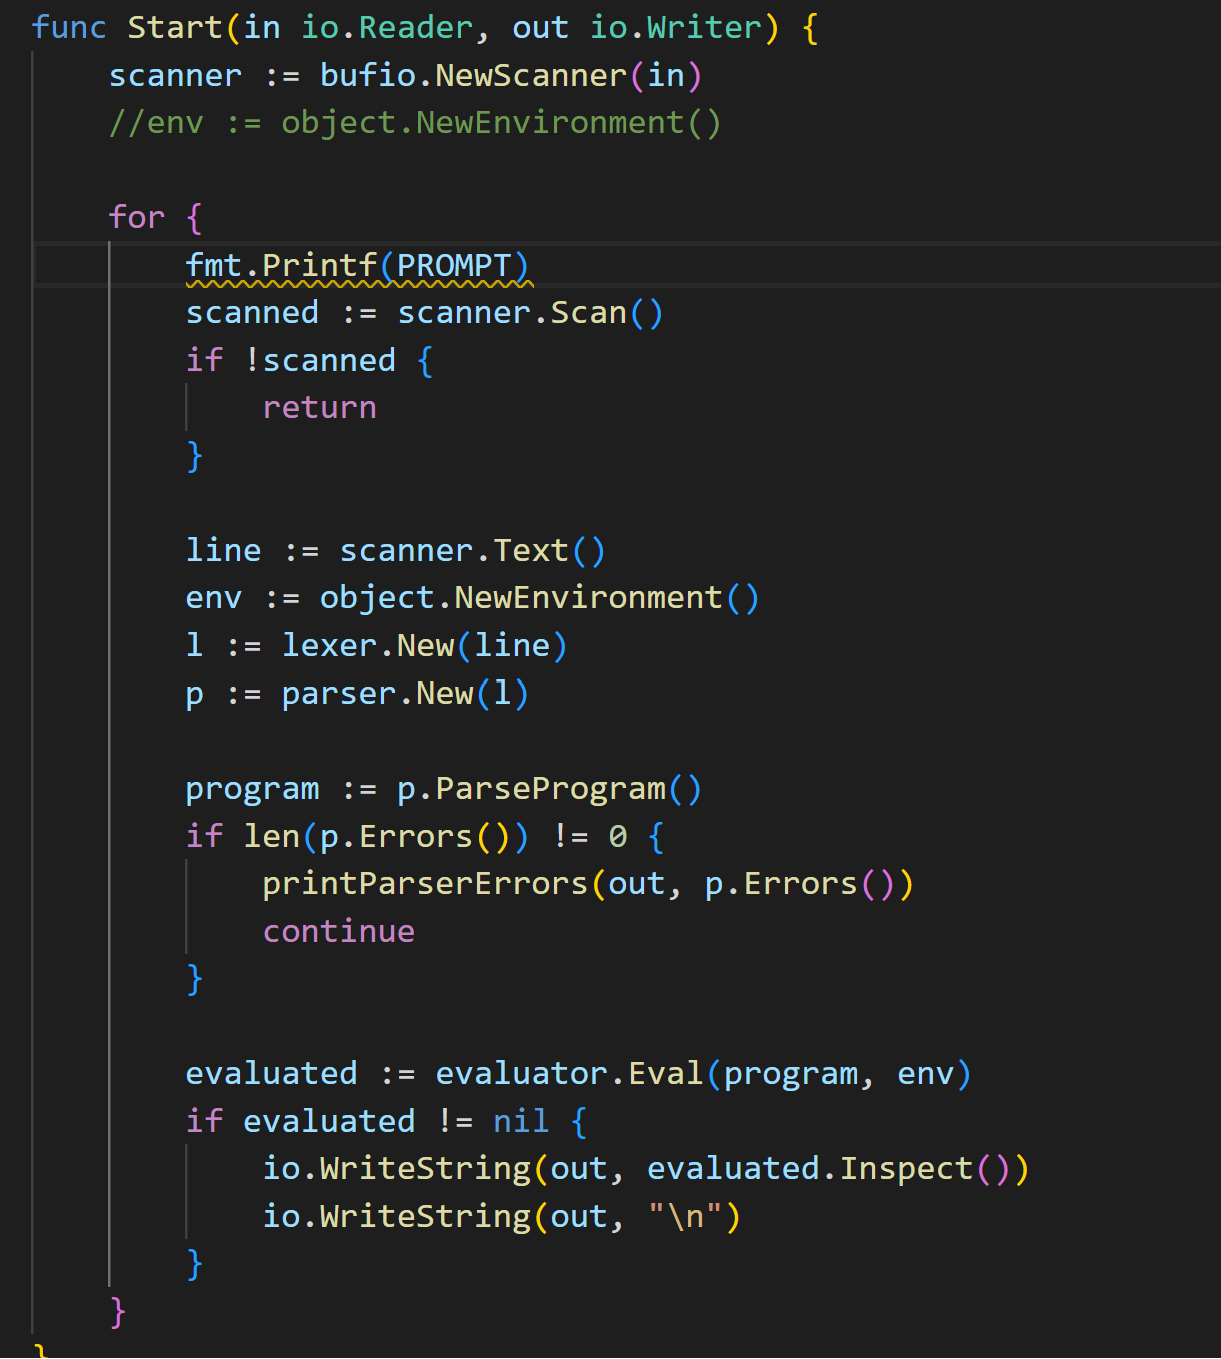 func Start(in io.Reader, out io.Writer) {
    scanner := bufio.NewScanner(in)
    //env := object.NewEnvironment()

    for {
        fmt.Printf(PROMPT)
        scanned := scanner.Scan()
        if !scanned {
            return
        }

        line := scanner.Text()
        env := object.NewEnvironment()
        l := lexer.New(line)
        p := parser.New(l)

        program := p.ParseProgram()
        if len(p.Errors()) != 0 {
            printParserErrors(out, p.Errors())
            continue
        }

        evaluated := evaluator.Eval(program, env)
        if evaluated != nil {
            io.WriteString(out, evaluated.Inspect())
            io.WriteString(out, "\n")
        }
    }
}